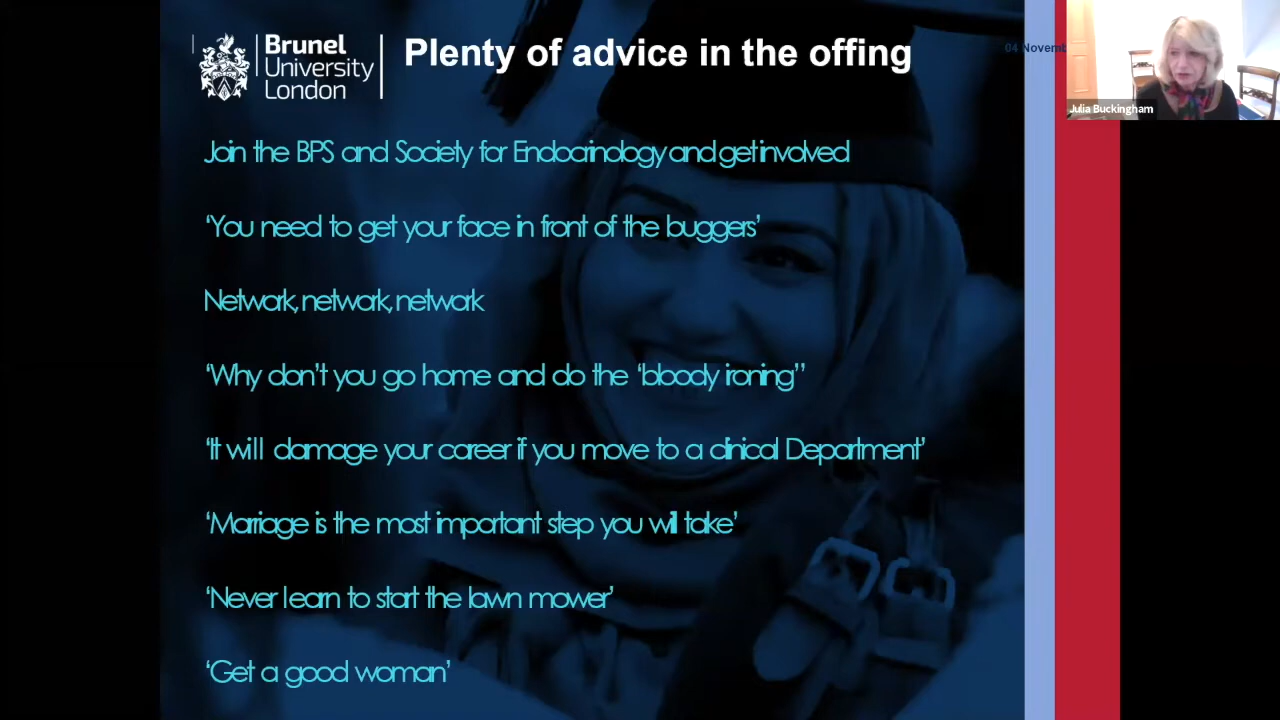 Brunel
University
London
Plenty of advice in the offing
04 Novemb
Julia Buckingham
Join the BPS and Society for Endocrinology and get involved
‘You need to get your face in front of the buggers’
Network, network, network
‘Why don’t you go home and do the ‘bloody ironing’’
‘It will damage your career if you move to a clinical Department’
‘Marriage is the most important step you will take’
‘Never learn to start the lawn mower’
‘Get a good woman’